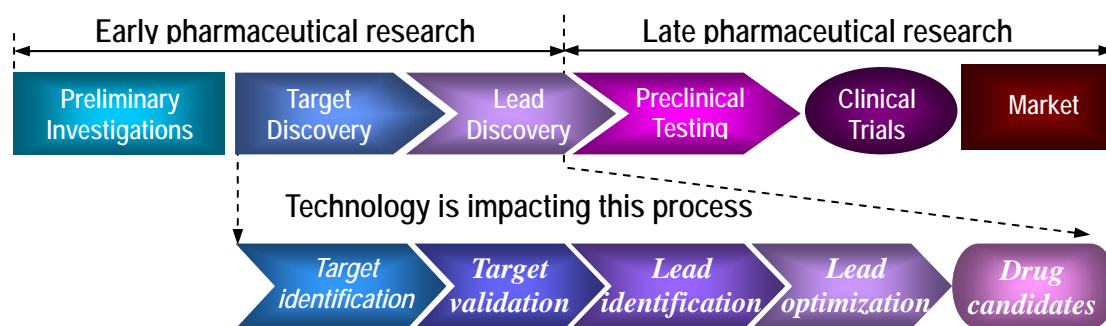 Early pharmaceutical research
Late pharmaceutical research
Preliminary
Investigations
Target
Discovery
Lead
Discovery
Preclinical
Testing
Clinical
Trials
Market
Technology is impacting this process
Target
identification
Target
validation
Lead
identification
Lead
optimization
Drug
candidates